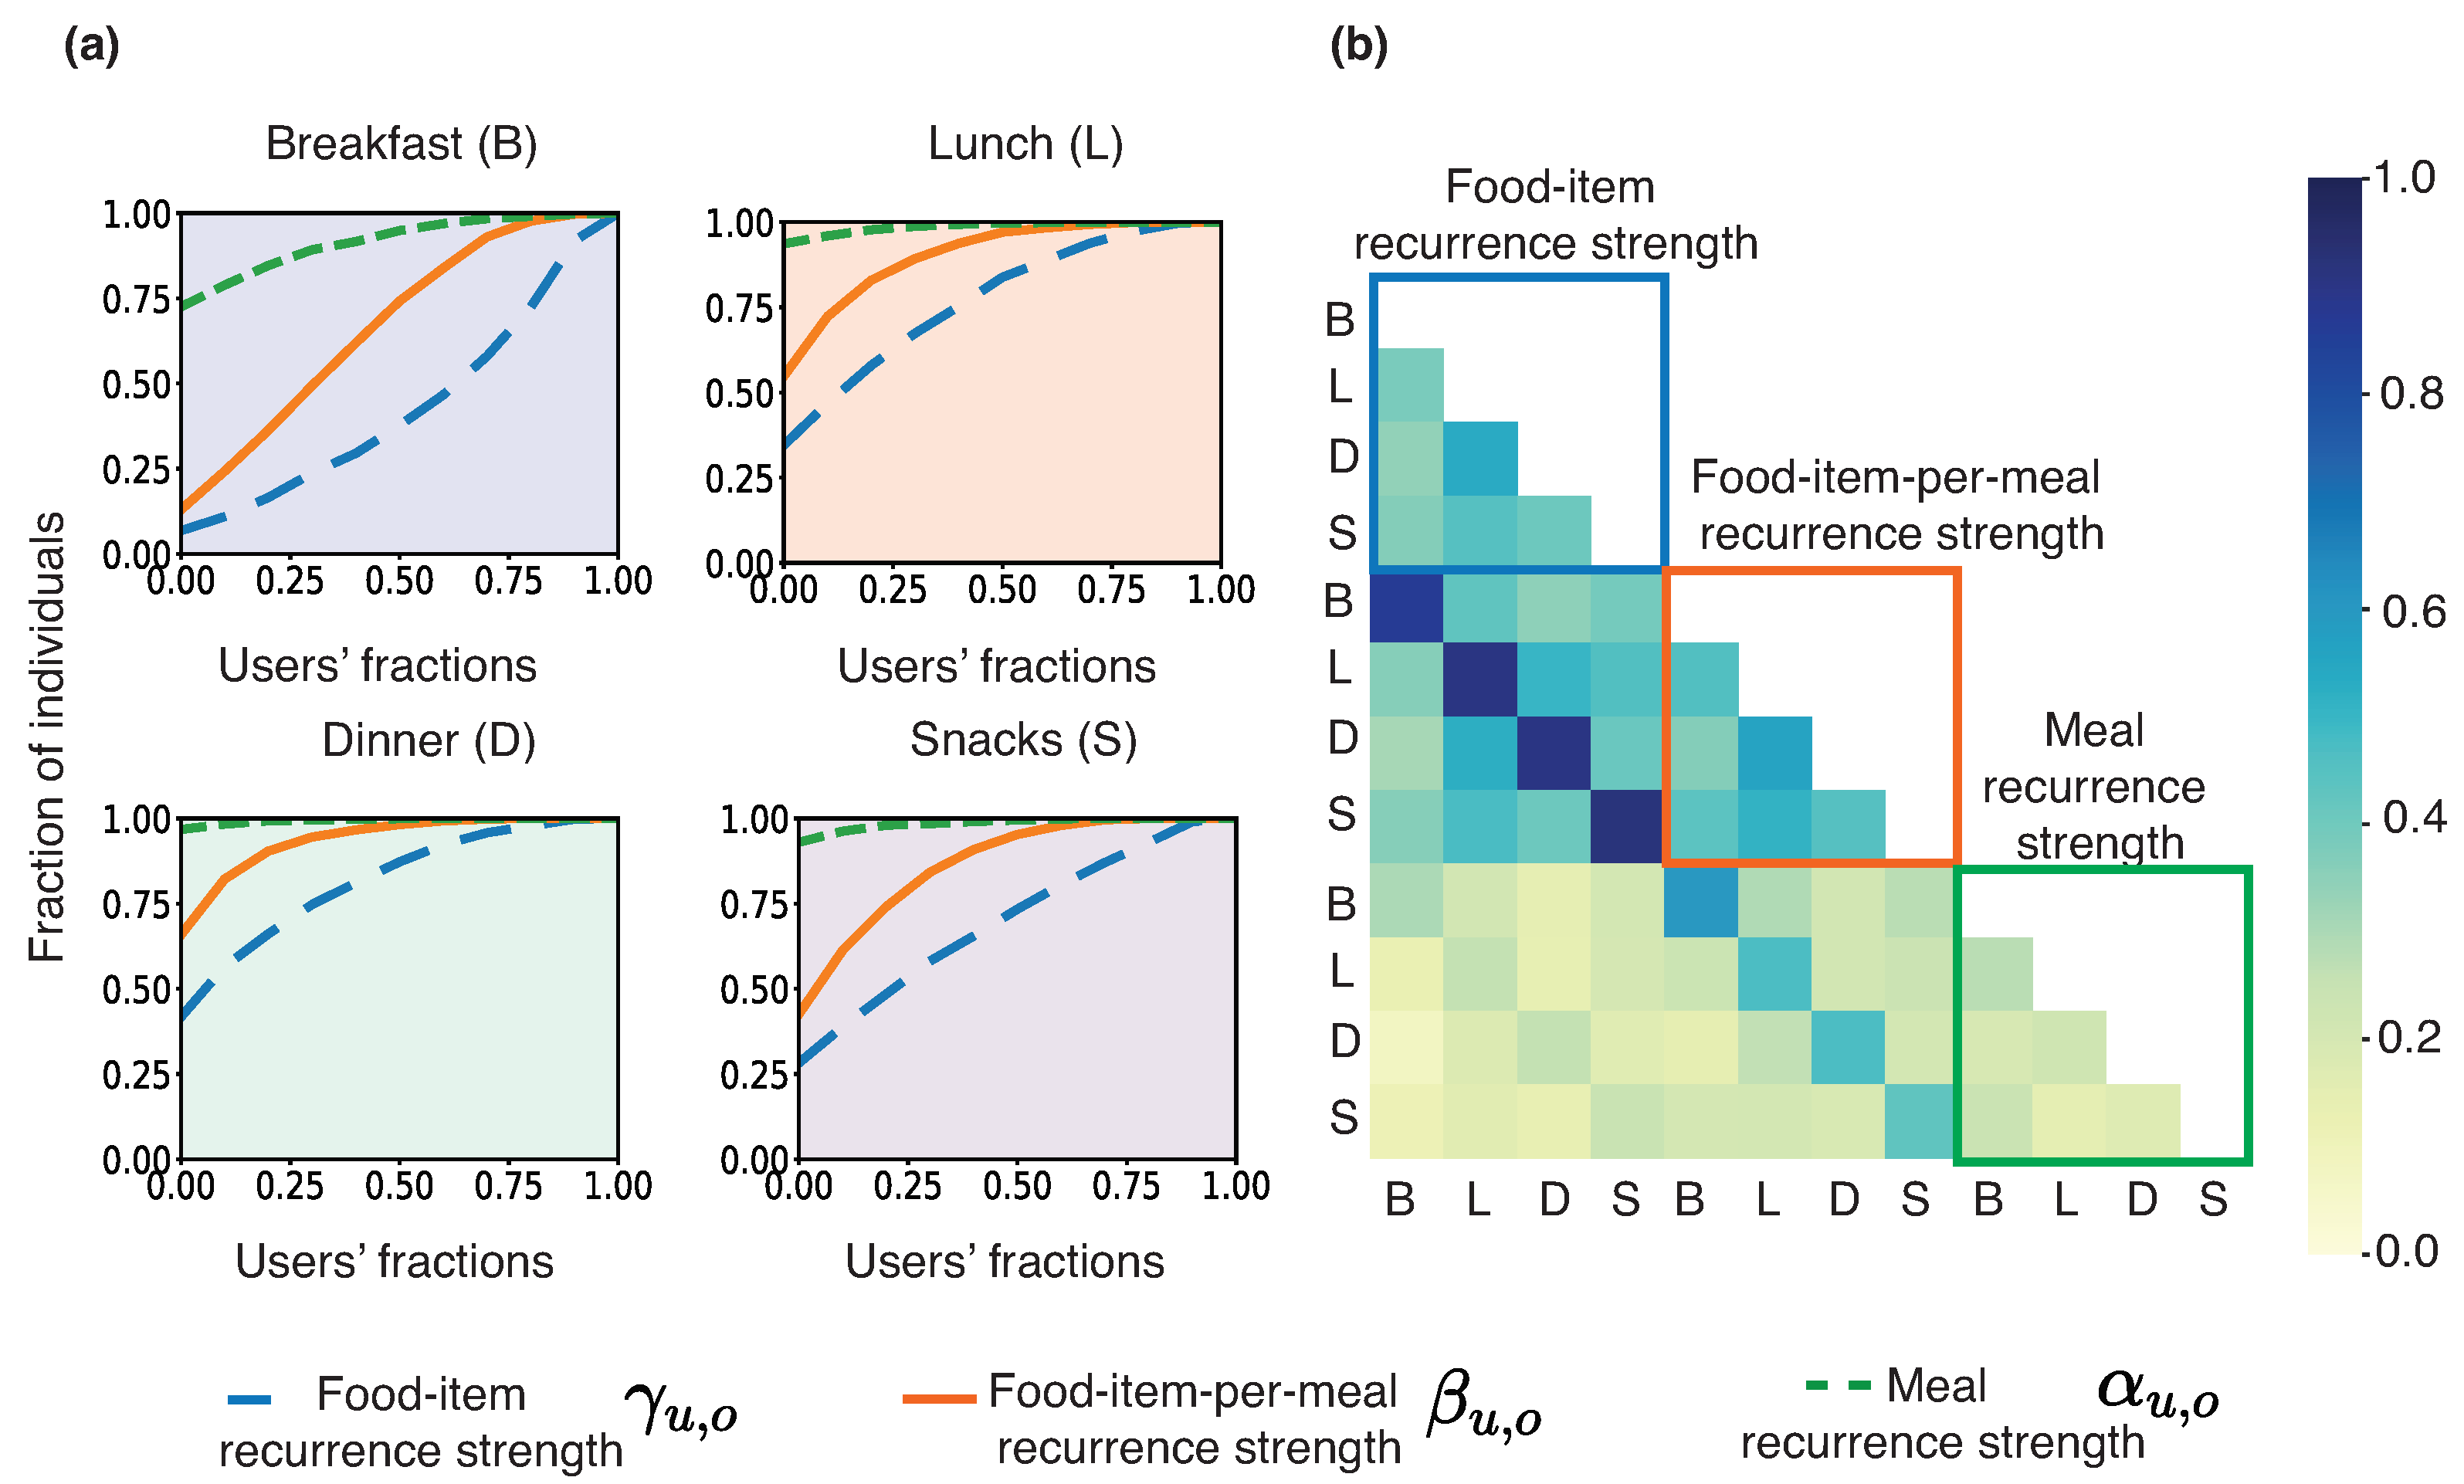 (a)
Breakfast (B)
1.00
0.75
0.50
0.25
0.00
0.00 0.25 0.50 0.75 1.00
Users’ fractions
Lunch (L)
1.00
0.75
0.50
0.25
0.00
0.00 0.25 0.50 0.75 1.00
Users’ fractions
Fraction of individuals
Dinner (D)
1.00
0.75
0.50
0.25
0.00
0.00 0.25 0.50 0.75 1.00
Users’ fractions
Snacks (S)
1.00
0.75
0.50
0.25
0.00
0.00 0.25 0.50 0.75 1.00
Users’ fractions
(b)
Food-item
recurrence strength
Food-item-per-meal
recurrence strength
Meal
recurrence
strength
B
L
D
S
B
L
D
S
B
L
D
S
B L D S B L D S B L D S
1.0
0.8
0.6
0.4
0.2
0.0
Food-item
recurrence strength
γu,o
Food-item-per-meal
recurrence strength
βu,o
Meal
recurrence strength
αu,o